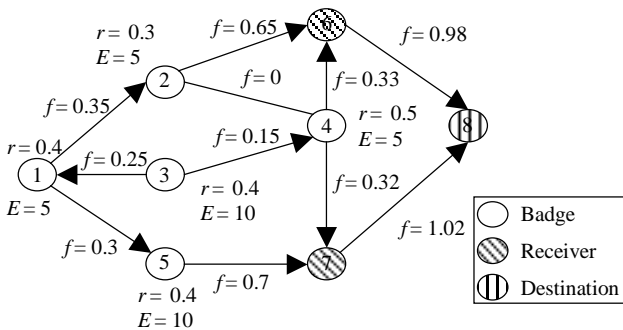 6
f = 0.65
f = 0.98
r = 0.3
E = 5
2
f = 0
f = 0.33
f = 0.35
4
r = 0.5
E = 5
8
f = 0.15
r = 0.4
f = 0.25
1
3
E = 5
r = 0.4
E = 10
f = 0.32
f = 0.3
f = 1.02
5
f = 0.7
7
r = 0.4
E = 10
Badge
Receiver
Destination